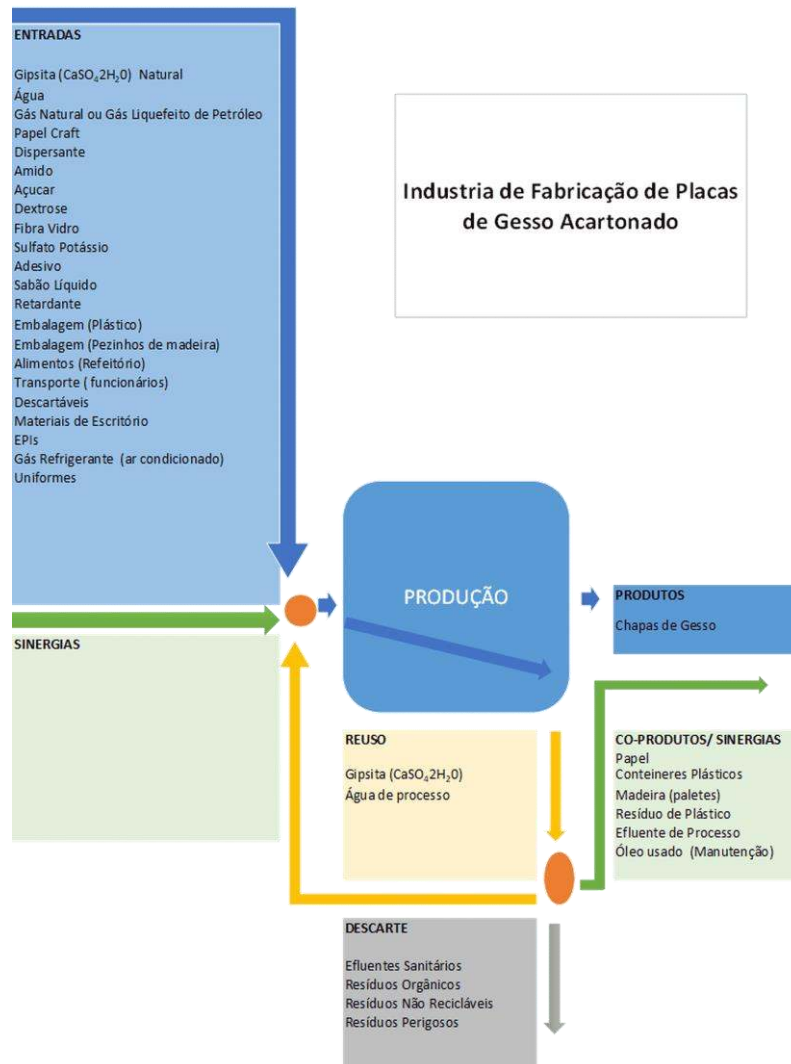 ENTRADAS
Gipsita (CaSO₄2H₂0) Natural
Água
Gás Natural ou Gás Liquefeito de Petróleo
Papel Craft
Dispersante
Amido
Açucar
Dextrose
Fibra Vidro
Sulfato Potássio
Adesivo
Sabão Líquido
Retardante
Embalagem (Plástico)
Embalagem (Pezinhos de madeira)
Alimentos (Refeitório)
Transporte ( funcionários)
Descartáveis
Materiais de Escritório
EPIs
Gás Refrigerante (ar condicionado)
Uniformes
Industria de Fabricação de Placas
de Gesso Acartonado
PRODUÇÃO
PRODUTOS
Chapas de Gesso
SINERGIAS
REUSO
Gipsita (CaSO₄2H₂0)
Água de processo
CO-PRODUTOS/ SINERGIAS
Papel
Conteineres Plásticos
Madeira (paletes)
Resíduo de Plástico
Efluente de Processo
Óleo usado (Manutenção)
DESCARTE
Efluentes Sanitários
Resíduos Orgânicos
Resíduos Não Recicláveis
Resíduos Perigosos